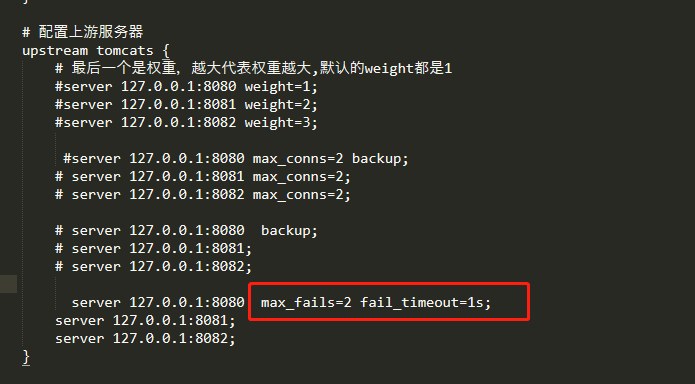 }
# 配置上游服务器
upstream tomcats {
# 最后一个是权重，越大代表权重越大,默认的weight都是1
#server 127.0.0.1:8080 weight=1;
#server 127.0.0.1:8081 weight=2;
#server 127.0.0.1:8082 weight=3;
#server 127.0.0.1:8080 max_conns=2 backup;
# server 127.0.0.1:8081 max_conns=2;
# server 127.0.0.1:8082 max_conns=2;
# server 127.0.0.1:8080  backup;
# server 127.0.0.1:8081;
# server 127.0.0.1:8082;
server 127.0.0.1:8080  max_fails=2 fail_timeout=1s;
server 127.0.0.1:8081;
server 127.0.0.1:8082;
}